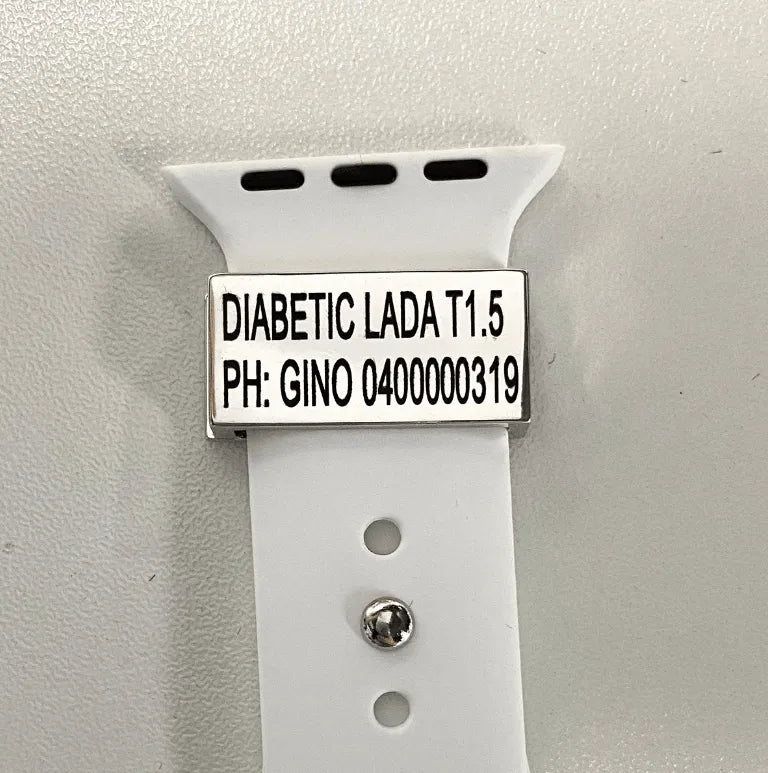 DIABETIC LADA T1.5
PH: GINO 0400000319